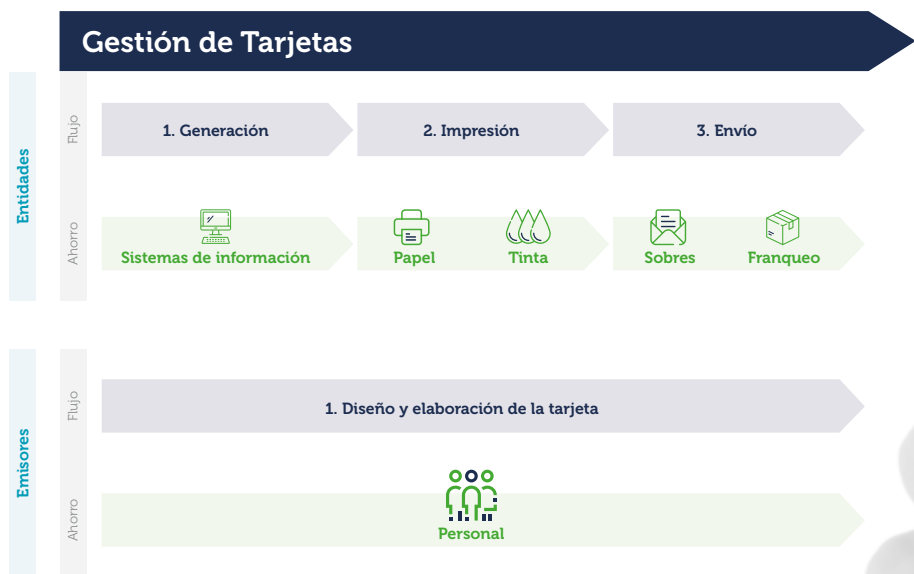 Gestión de Tarjetas
Entidades
Flujo
1. Generación
2. Impresión
3. Envío
Ahorro
Sistemas de información
Papel
Tinta
Sobres
Franqueo
Emisores
Flujo
1. Diseño y elaboración de la tarjeta
Ahorro
Personal